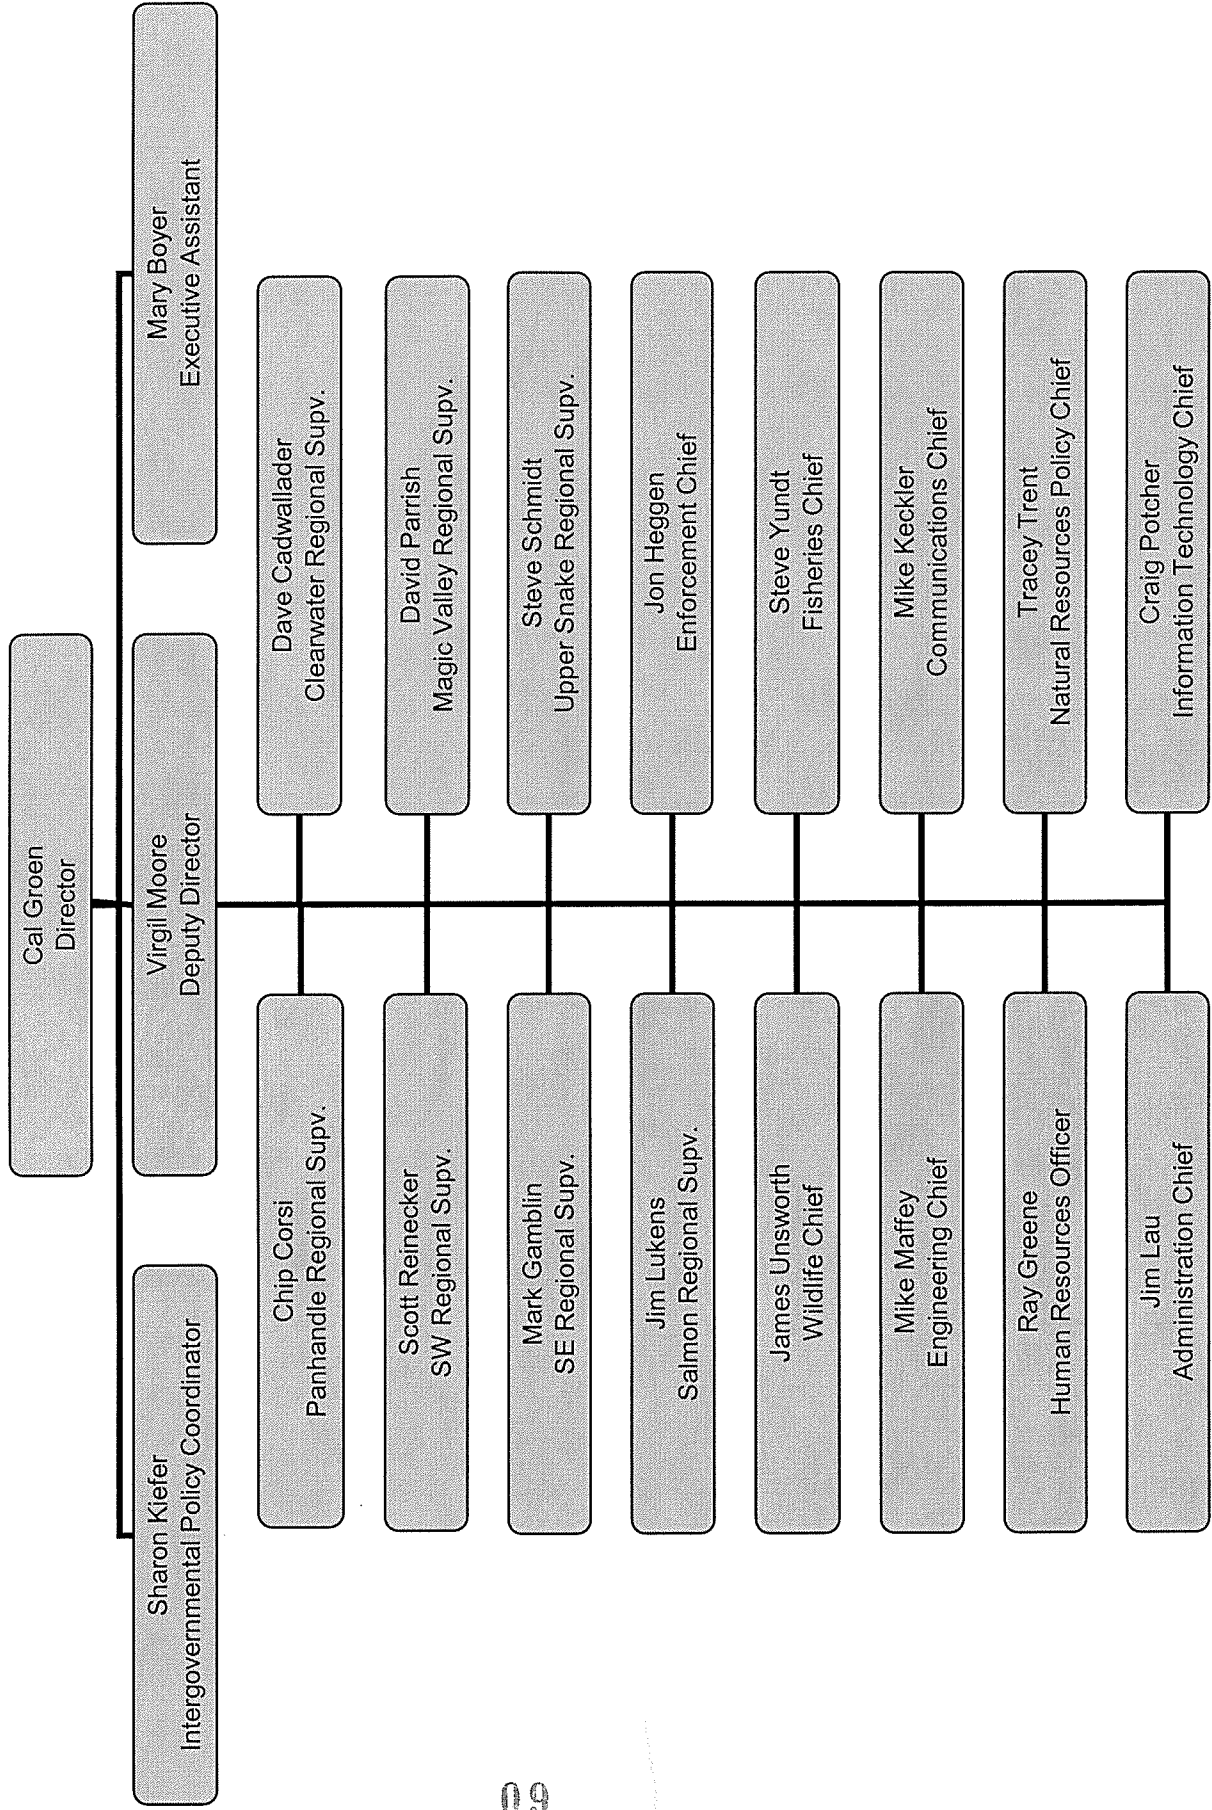 Cal Groen
Director
Sharon Kiefer
Intergovernmental Policy Coordinator
Virgil Moore
Deputy Director
Mary Boyer
Executive Assistant
Chip Corsi
Panhandle Regional Supv.
Dave Cadwallader
Clearwater Regional Supv.
Scott Reinecker
SW Regional Supv.
David Parrish
Magic Valley Regional Supv.
Mark Gamblin
SE Regional Supv.
Steve Schmidt
Upper Snake Regional Supv.
Jim Lukens
Salmon Regional Supv.
Jon Heggen
Enforcement Chief
James Unsworth
Wildlife Chief
Steve Yundt
Fisheries Chief
Mike Maffey
Engineering Chief
Mike Keckler
Communications Chief
Ray Greene
Human Resources Officer
Tracey Trent
Natural Resources Policy Chief
Jim Lau
Administration Chief
Craig Potcher
Information Technology Chief
09